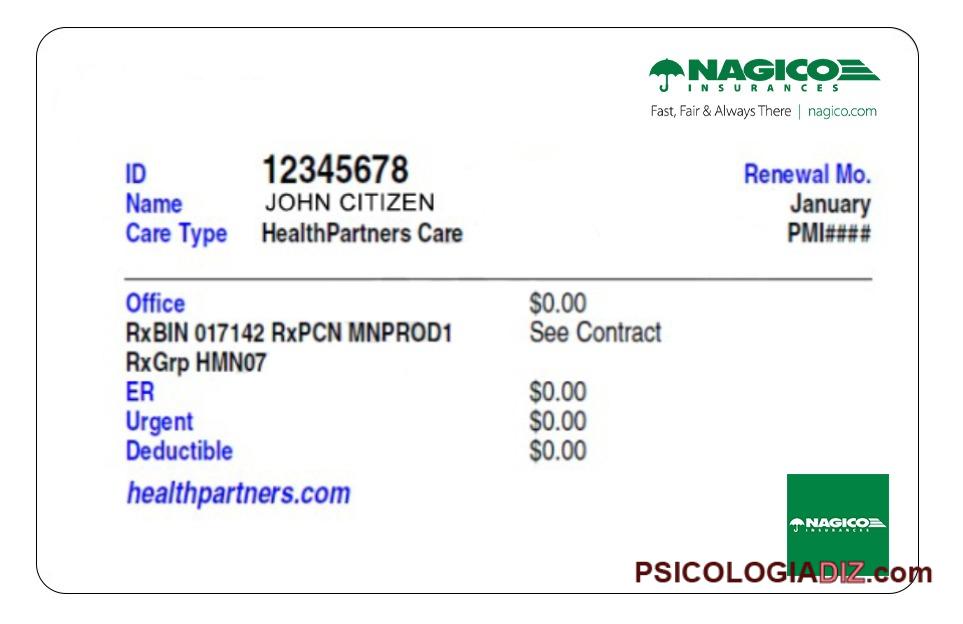 NAGICO
INSURANCES
Fast, Fair & Always There | nagico.com
ID 12345678 Renewal Mo.
Name JOHN CITIZEN January
Care Type HealthPartners Care PMI####
Office $0.00
RxBIN 017142 RxPCN MNPROD1 See Contract
RxGrp HMN07
ER $0.00
Urgent $0.00
Deductible $0.00
healthpartners.com
NAGICO
INSURANCES
PSICOLOGIADIZ.com